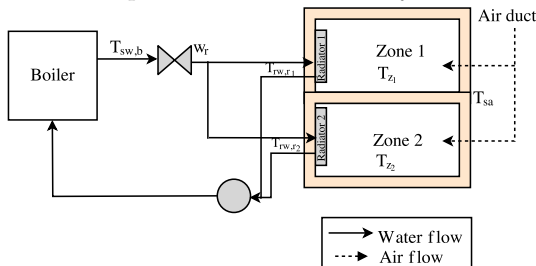 Air duct
T_sw,b
w_r
Boiler
Radiator 1
Zone 1
T_z1
T_rw,r1
T_sa
Radiator 2
Zone 2
T_z2
T_rw,r2
Water flow
Air flow